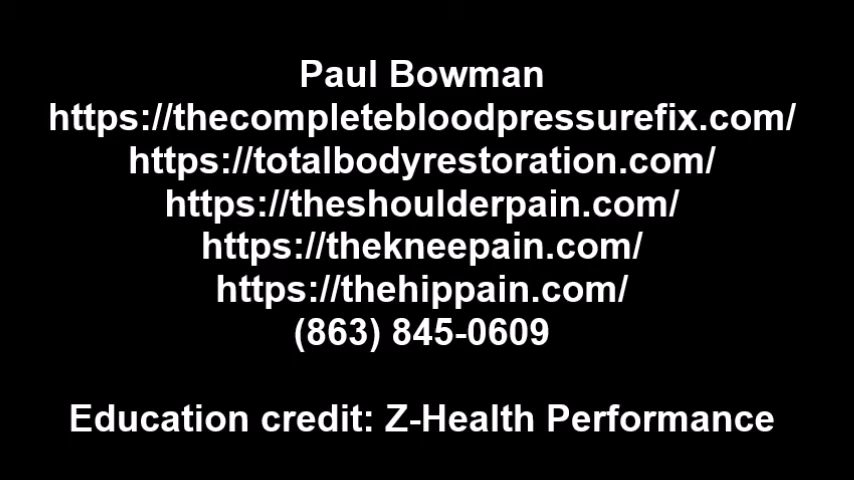 Paul Bowman
https://thecompletebloodpressurefix.com/
https://totalbodyrestoration.com/
https://theshoulderpain.com/
https://thekneepain.com/
https://thehippain.com/
(863) 845-0609
Education credit: Z-Health Performance